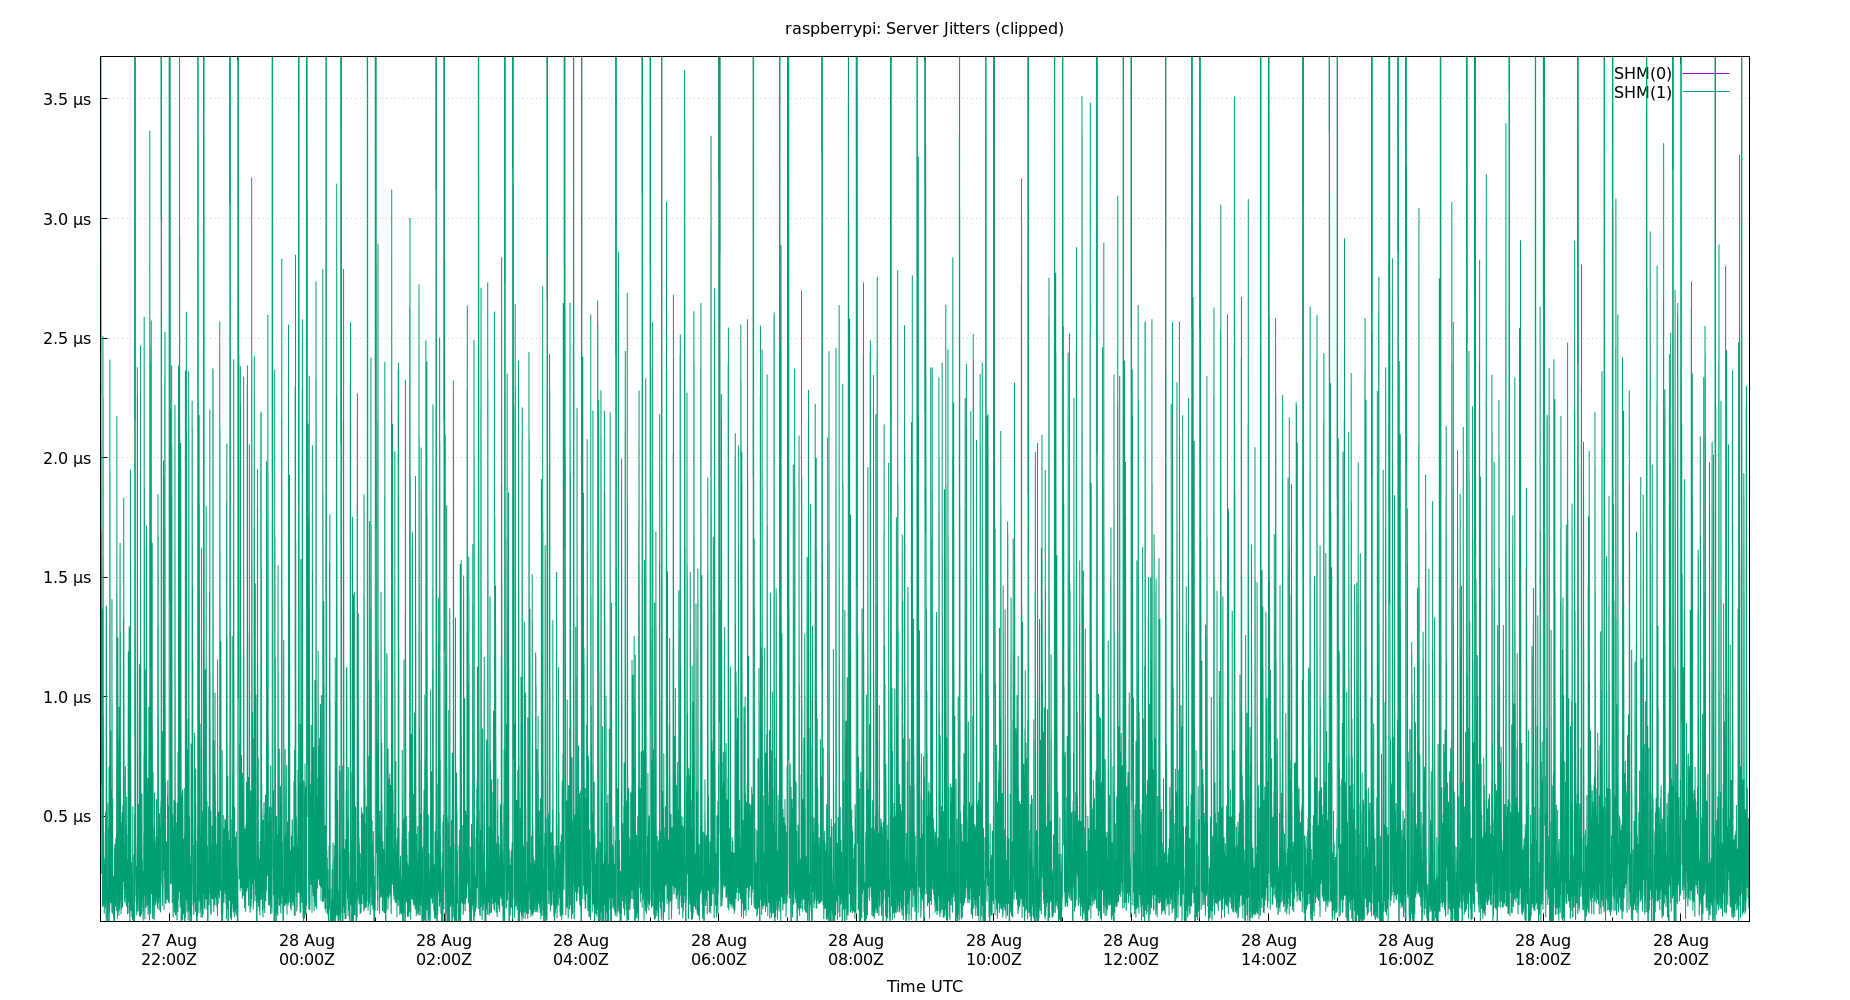 raspberrypi: Server Jitters (clipped)
SHM(0)
SHM(1)
3.5 µs
3.0 µs
2.5 µs
2.0 µs
1.5 µs
1.0 µs
0.5 µs
27 Aug 28 Aug 28 Aug 28 Aug 28 Aug 28 Aug 28 Aug 28 Aug 28 Aug 28 Aug 28 Aug 28 Aug
22:00Z 00:00Z 02:00Z 04:00Z 06:00Z 08:00Z 10:00Z 12:00Z 14:00Z 16:00Z 18:00Z 20:00Z
Time UTC